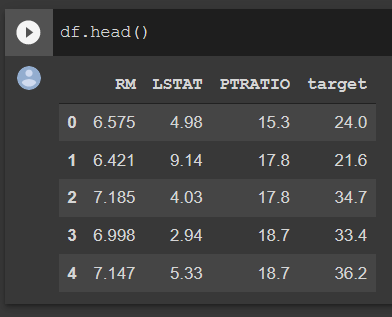 df.head()
RM LSTAT PTRATIO target
0 6.575 4.98 15.3 24.0
1 6.421 9.14 17.8 21.6
2 7.185 4.03 17.8 34.7
3 6.998 2.94 18.7 33.4
4 7.147 5.33 18.7 36.2